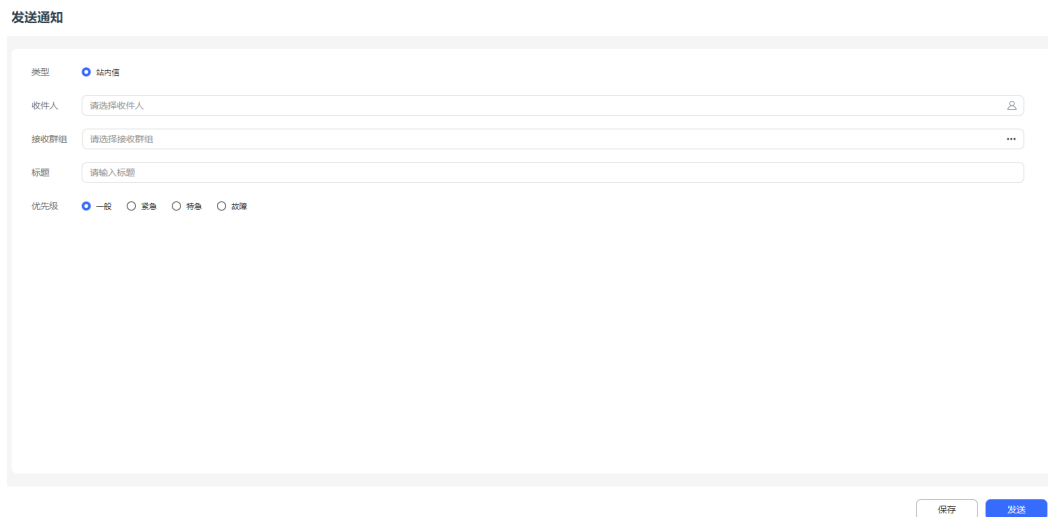 发送通知
类型 站内信
收件人 请选择收件人
接收群组 请选择接收群组
标题 请输入标题
优先级 一般 紧急 特急 故障
保存 发送